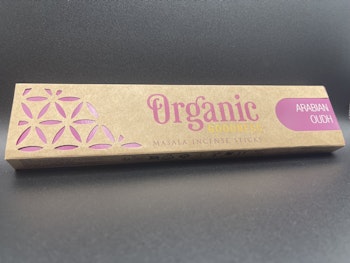 Organic
MASALA INCENSE STICKS
ARABIAN
OUDH